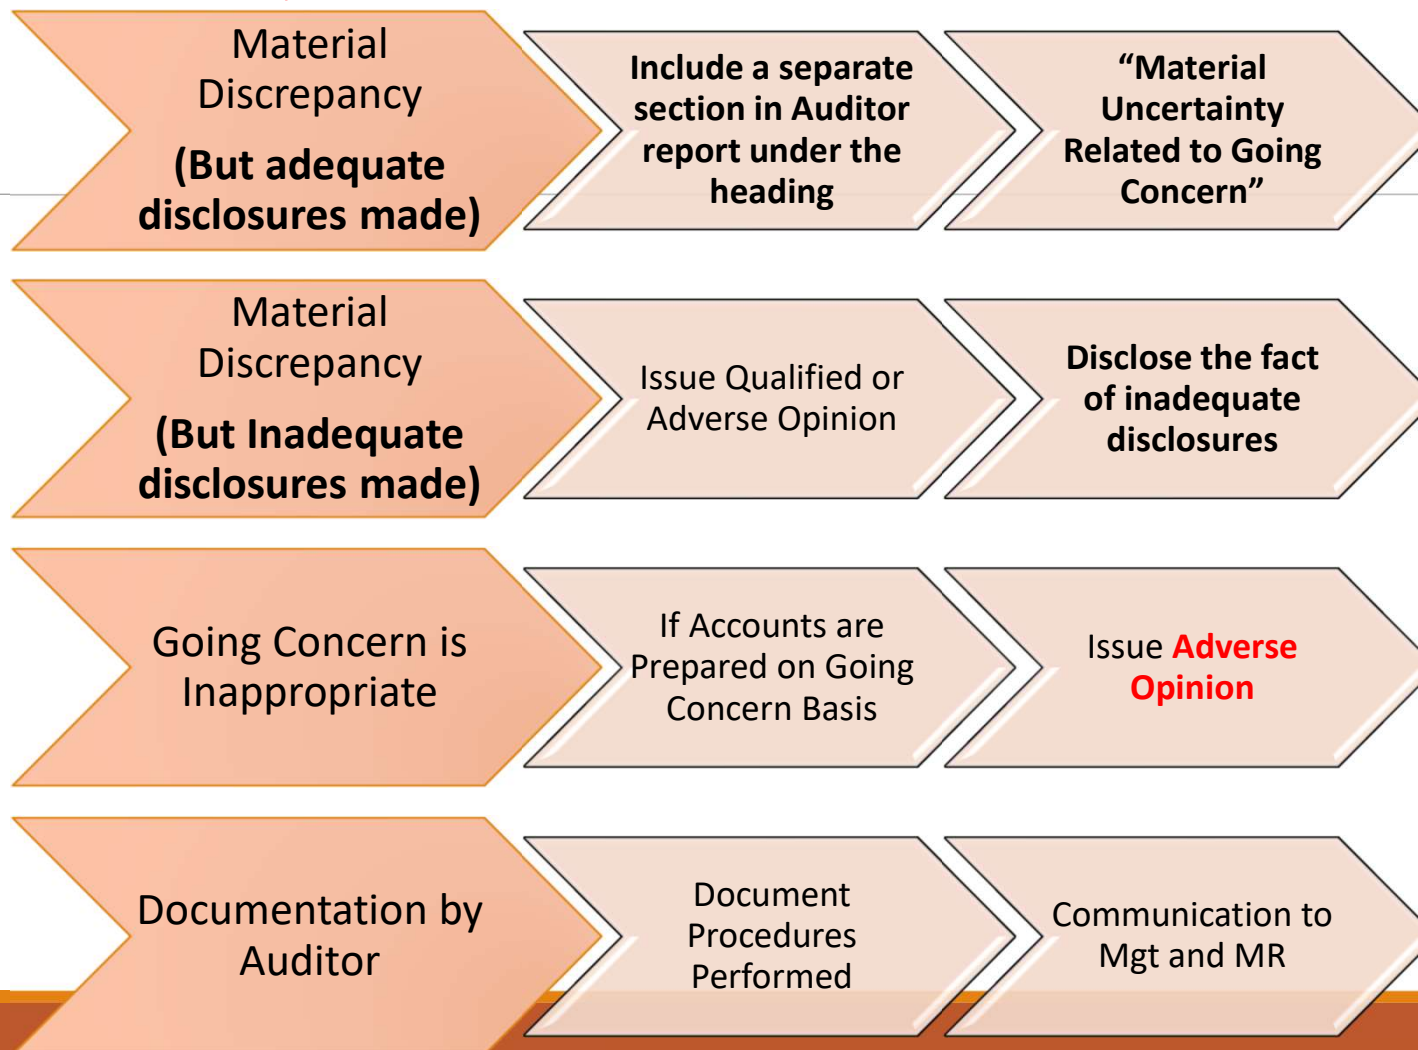 Material
Discrepancy
(But adequate
disclosures made)
Include a separate
section in Auditor
report under the
heading
“Material
Uncertainty
Related to Going
Concern”
Material
Discrepancy
(But Inadequate
disclosures made)
Issue Qualified or
Adverse Opinion
Disclose the fact
of inadequate
disclosures
Going Concern is
Inappropriate
If Accounts are
Prepared on Going
Concern Basis
Issue Adverse
Opinion
Documentation by
Auditor
Document
Procedures
Performed
Communication to
Mgt and MR